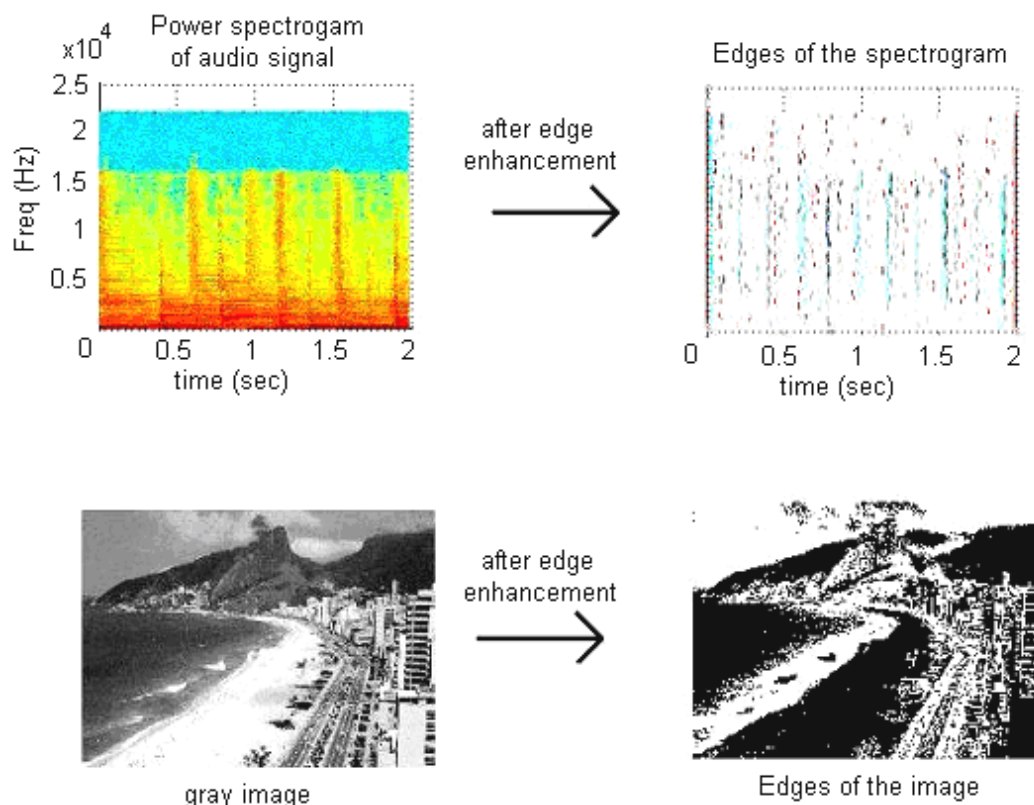 Power spectrogam
of audio signal
x10^4
2.5
2
1.5
1
0.5
Freq (Hz)
0
0.5
1
1.5
2
time (sec)
after edge
enhancement
Edges of the spectrogram
0
0.5
1
1.5
2
time (sec)
after edge
enhancement
gray image
Edges of the image